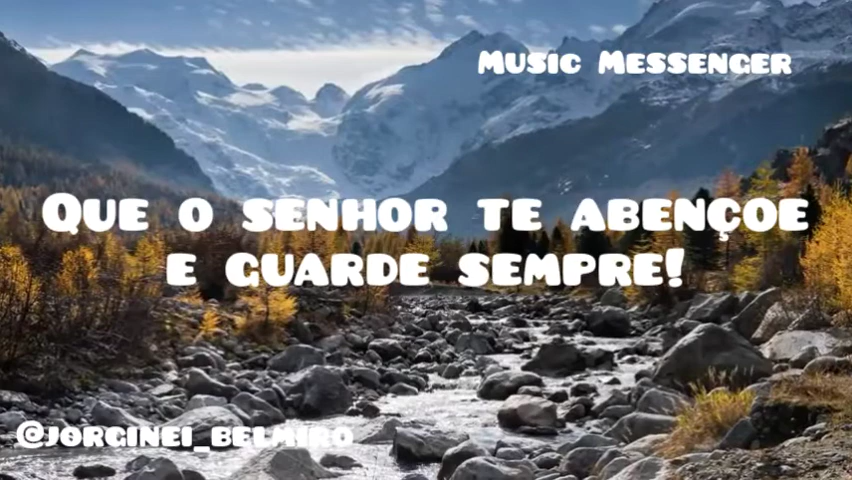 Music Messenger
Que o senhor te abençoe
e guarde sempre!
@jorginei_belmiro